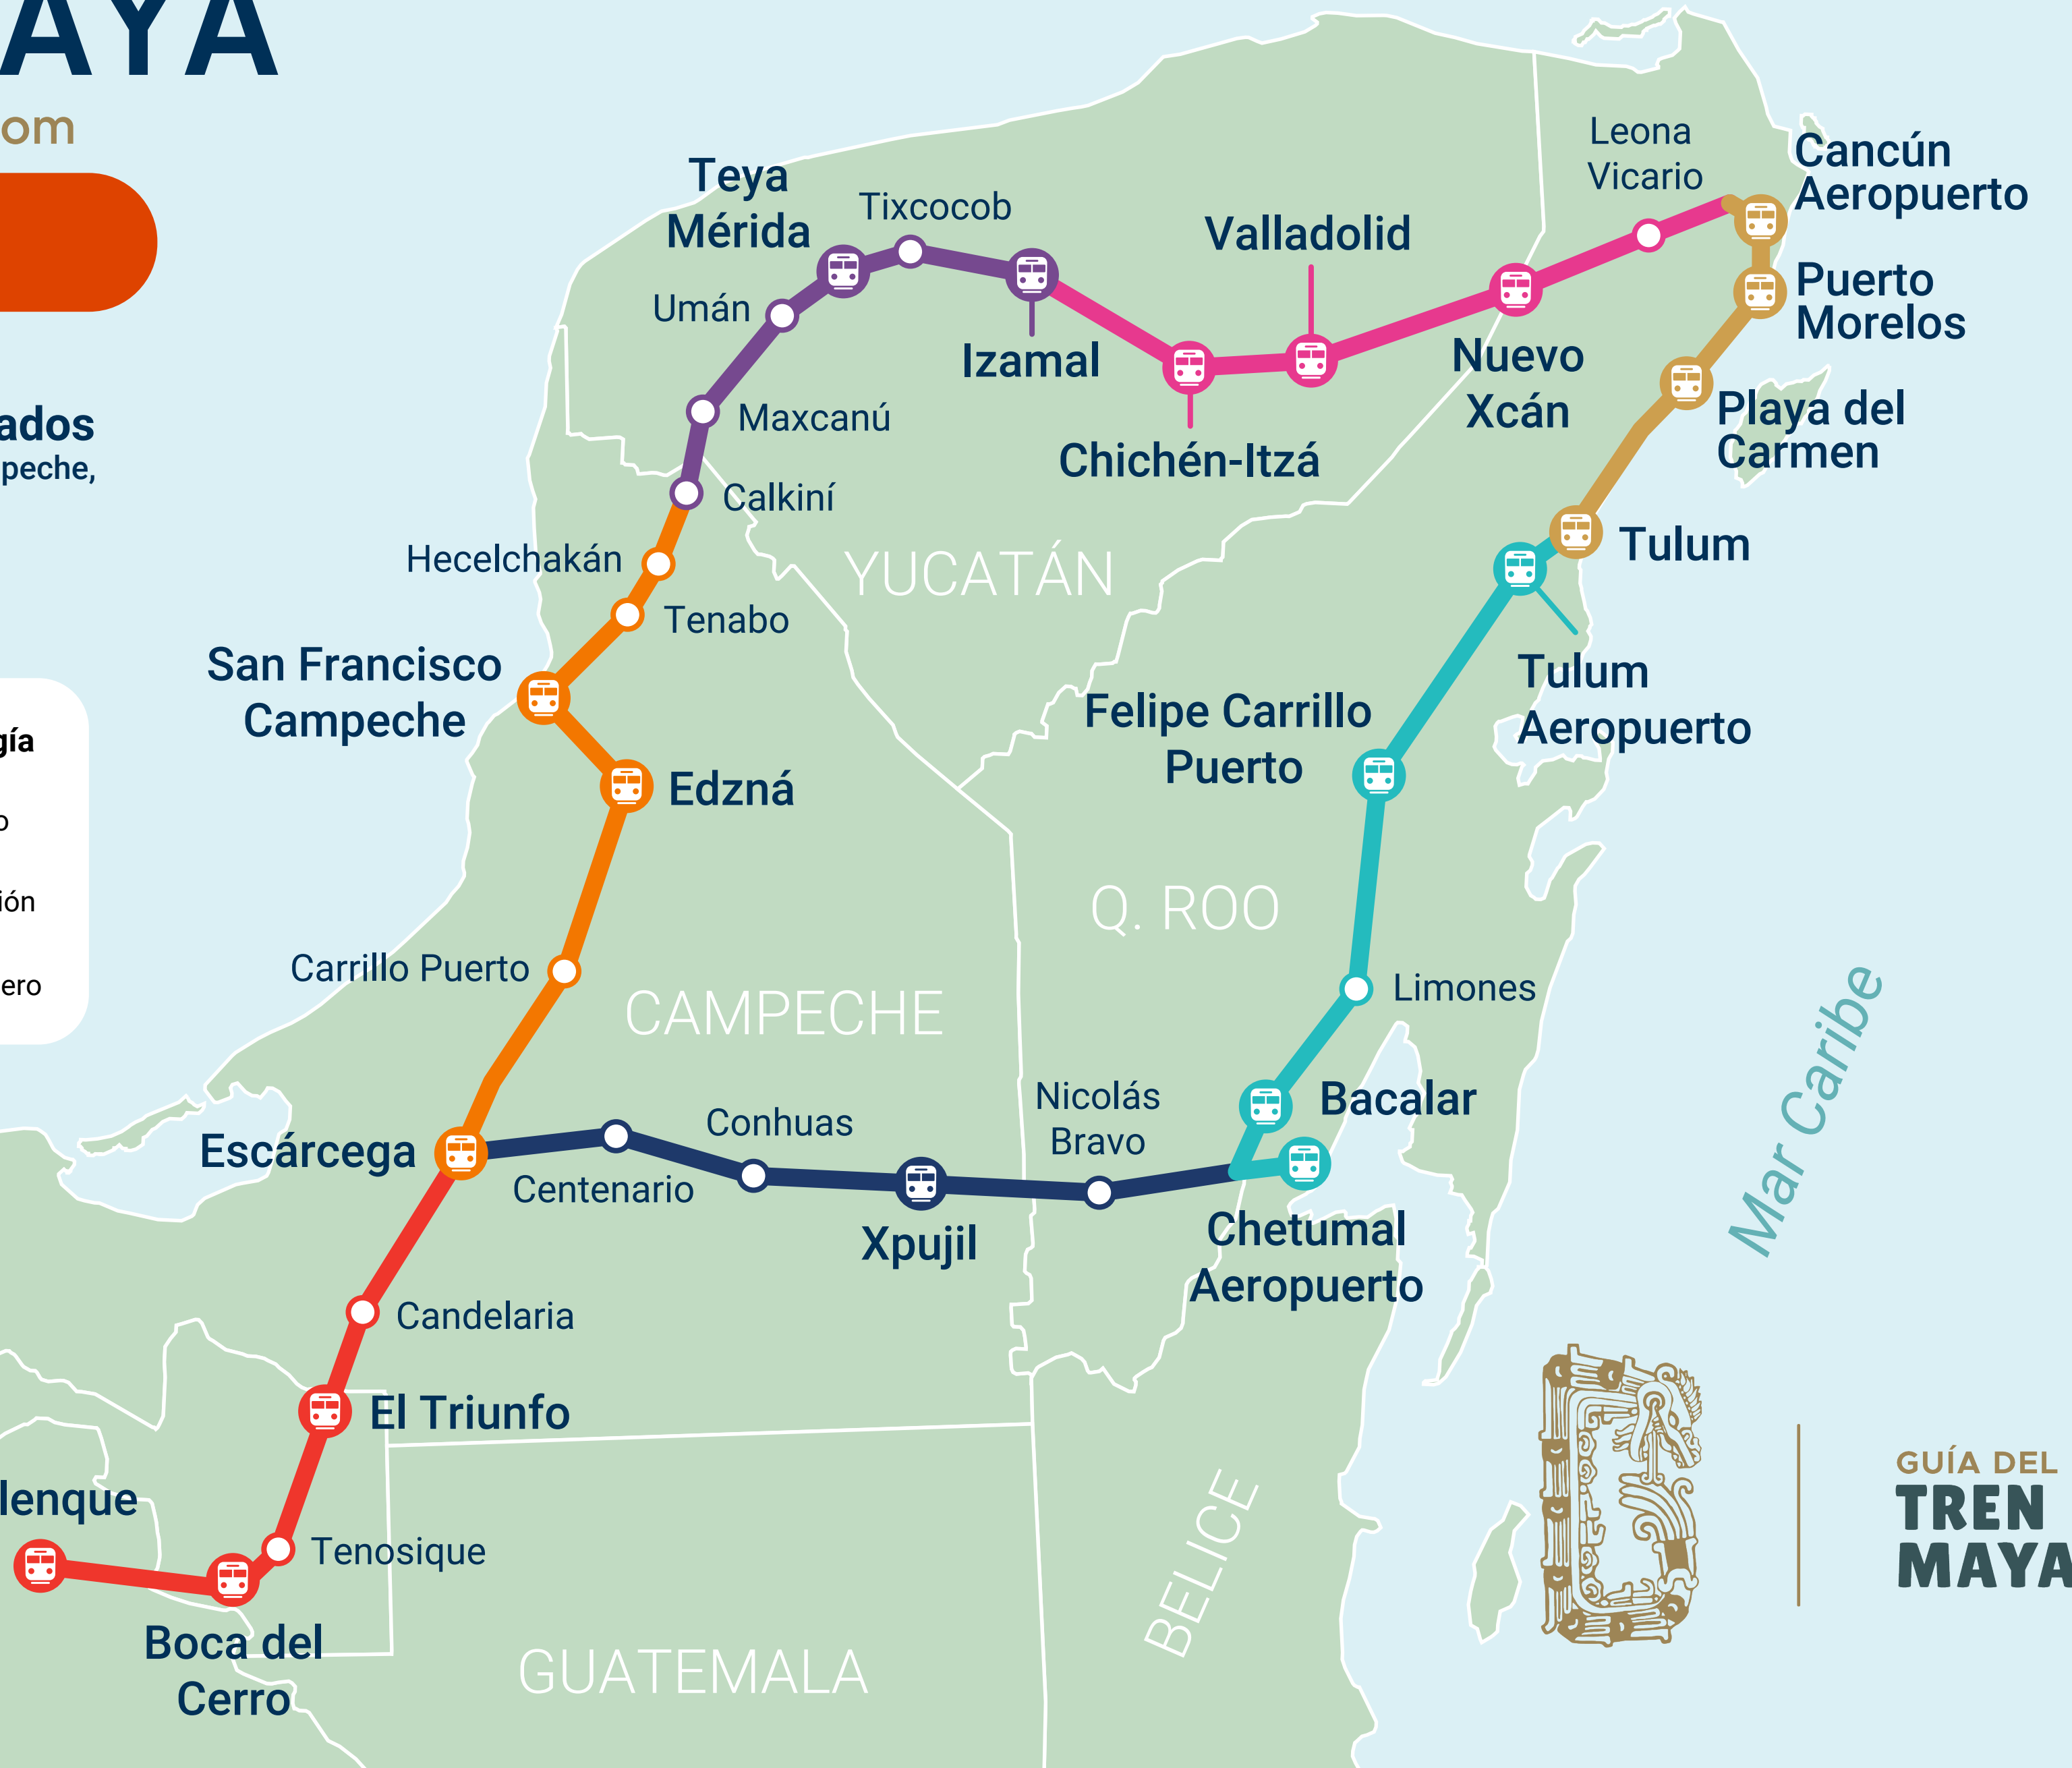 AYA
om
ados
peche,
gía
o
ión
ero
Leona
Vicario
Cancún
Aeropuerto
Teya
Mérida
Tixcocob
Valladolid
Puerto
Morelos
Umán
Izamal
Nuevo
Xcán
Playa del
Carmen
Maxcanú
Chichén-Itzá
Calkiní
Hecelchakán
YUCATÁN
Tulum
Tenabo
San Francisco
Campeche
Tulum
Aeropuerto
Felipe Carrillo
Puerto
Edzná
Q. ROO
Carrillo Puerto
CAMPECHE
Limones
Mar Caribe
Nicolás
Bravo
Bacalar
Conhuas
Escárcega
Centenario
Xpujil
Chetumal
Aeropuerto
Candelaria
El Triunfo
lenque
Tenosique
Boca del
Cerro
GUATEMALA
BELICE
GUÍA DEL
TREN
MAYA